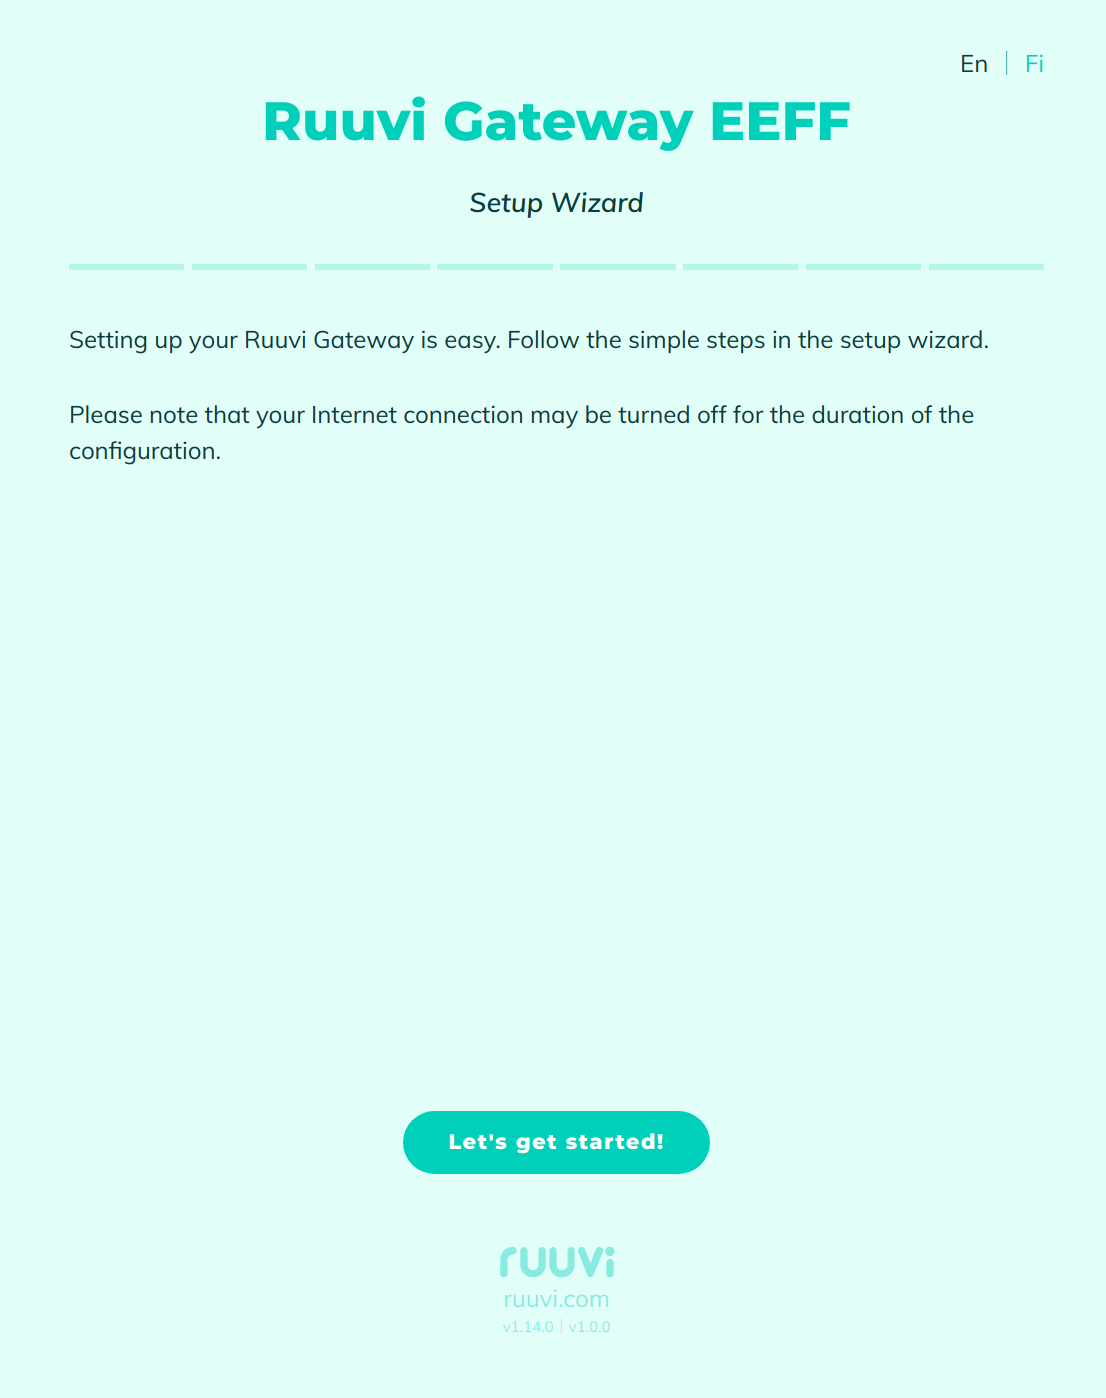 En | Fi
Ruuvi Gateway EEFF
Setup Wizard
Setting up your Ruuvi Gateway is easy. Follow the simple steps in the setup wizard.
Please note that your Internet connection may be turned off for the duration of the
configuration.
Let's get started!
ruuvi
ruuvi.com
v1.14.0 | v1.0.0